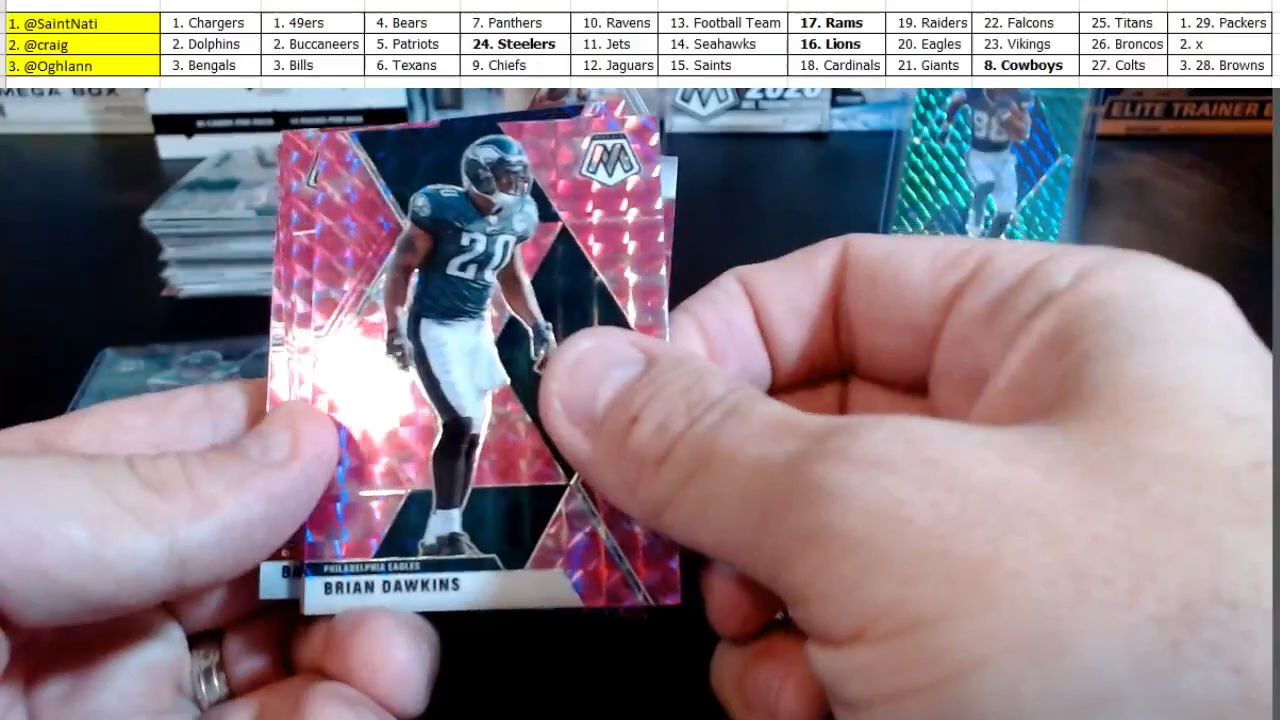 1. @SaintNati 1. Chargers 1. 49ers 4. Bears 7. Panthers 10. Ravens 13. Football Team 17. Rams 19. Raiders 22. Falcons 25. Titans 1. 29. Packers
2. @craig 2. Dolphins 2. Buccaneers 5. Patriots 24. Steelers 11. Jets 14. Seahawks 16. Lions 20. Eagles 23. Vikings 26. Broncos 2. x
3. @Oghlann 3. Bengals 3. Bills 6. Texans 9. Chiefs 12. Jaguars 15. Saints 18. Cardinals 21. Giants 8. Cowboys 27. Colts 3. 28. Browns
MEGA BOX
2020
ELITE TRAINER
20
PHILADELPHIA EAGLES
BRIAN DAWKINS